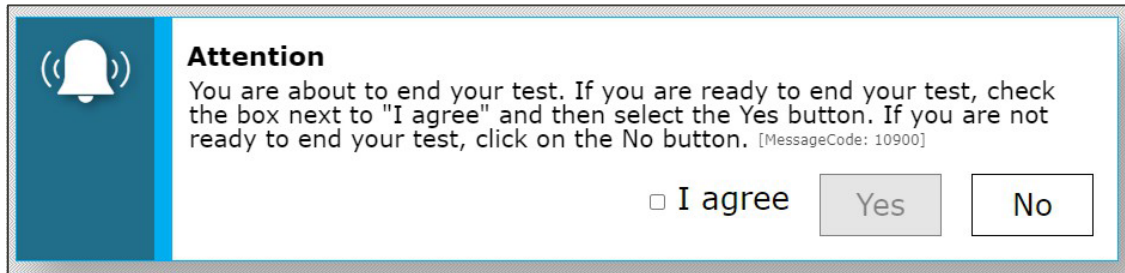 Attention
You are about to end your test. If you are ready to end your test, check
the box next to "I agree" and then select the Yes button. If you are not
ready to end your test, click on the No button. [MessageCode: 10900]
I agree Yes No